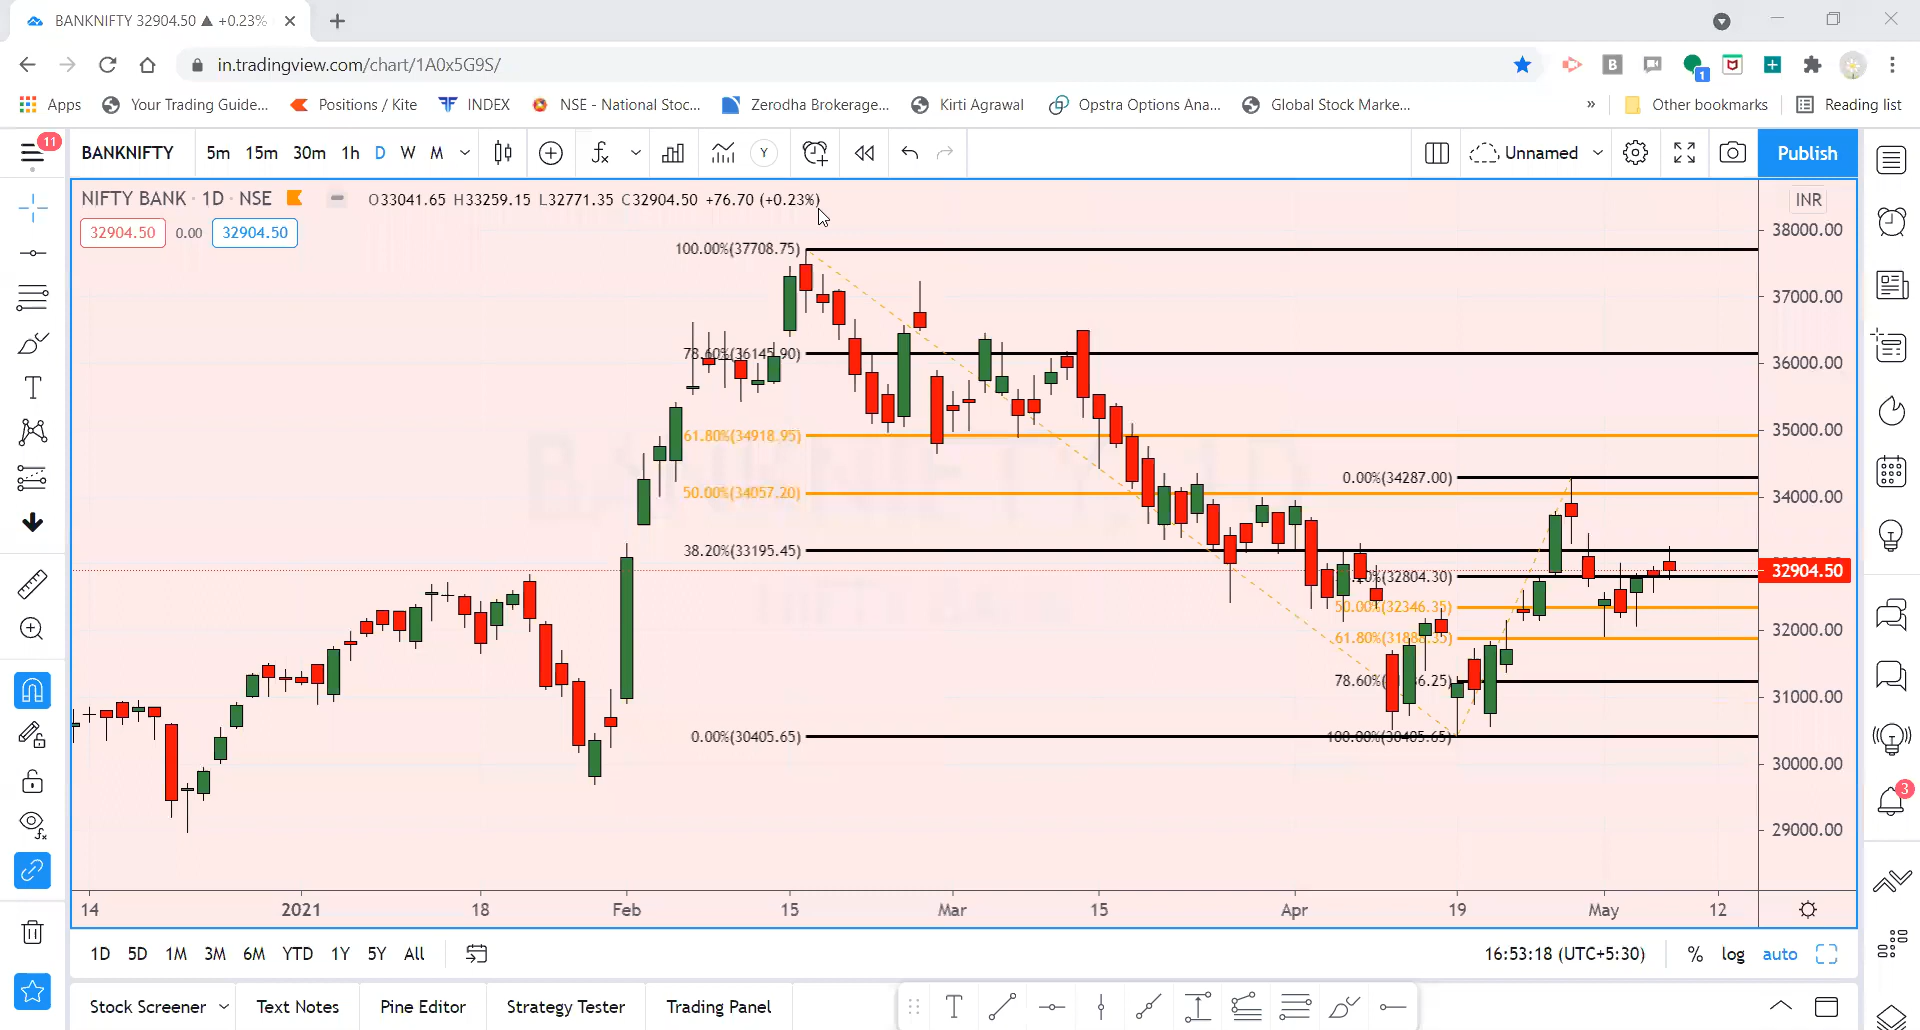 BANKNIFTY 32904.50 ▲ +0.23%
in.tradingview.com/chart/1A0x5G9S/
B
1
Apps
Your Trading Guide...
Positions / Kite
INDEX
NSE - National Stoc...
Zerodha Brokerage...
Kirti Agrawal
Opstra Options Ana...
Global Stock Marke...
»
Other bookmarks
Reading list
11
BANKNIFTY
5m 15m 30m 1h D W M
Y
Unnamed
Publish
NIFTY BANK · 1D · NSE
O33041.65 H33259.15 L32771.35 C32904.50 +76.70 (+0.23%)
INR
32904.50 0.00 32904.50
38000.00
100.00%(37708.75)
37000.00
78.60%(36145.90)
36000.00
61.80%(34918.95)
35000.00
0.00%(34287.00)
50.00%(34057.20)
34000.00
38.20%(33195.45)
32904.50
(32804.30)
50.00%(32346.35)
32000.00
61.80%
78.60%
31000.00
0.00%(30405.65)
100.00%(30405.65)
30000.00
3
29000.00
14 2021 18 Feb 15 Mar 15 Apr 19 May 12
1D 5D 1M 3M 6M YTD 1Y 5Y All
16:53:18 (UTC+5:30)
% log auto
Stock Screener Text Notes Pine Editor Strategy Tester Trading Panel